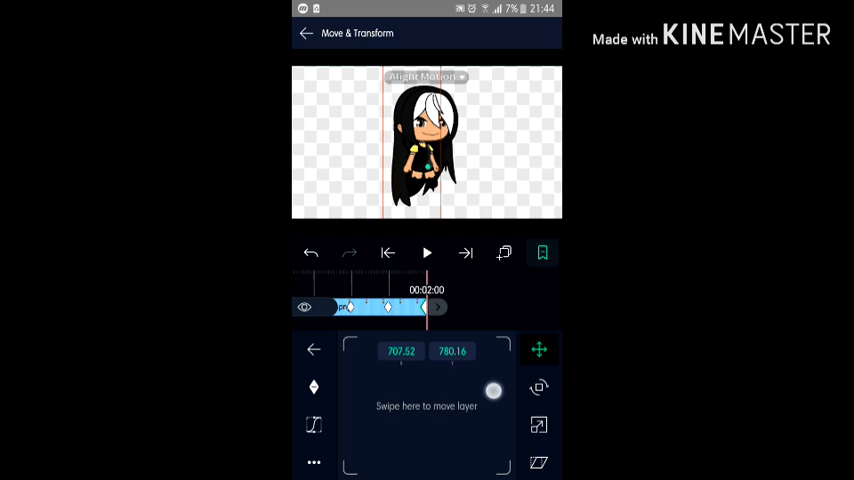 7% 21:44
Move & Transform
Made with KINEMASTER
Alight Motion
00:02:00
707.52 780.16
Swipe here to move layer